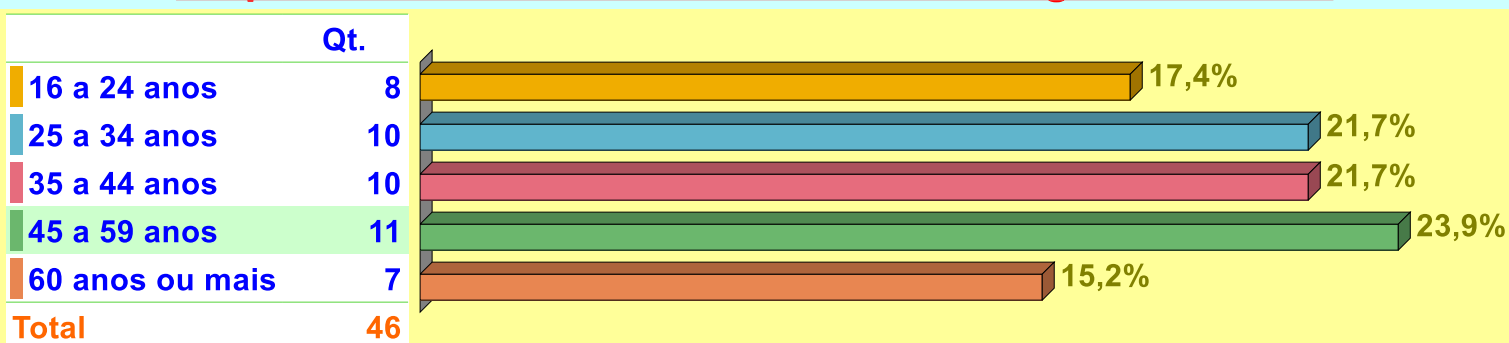 Qt.
16 a 24 anos 8 17,4%
25 a 34 anos 10 21,7%
35 a 44 anos 10 21,7%
45 a 59 anos 11 23,9%
60 anos ou mais 7 15,2%
Total 46